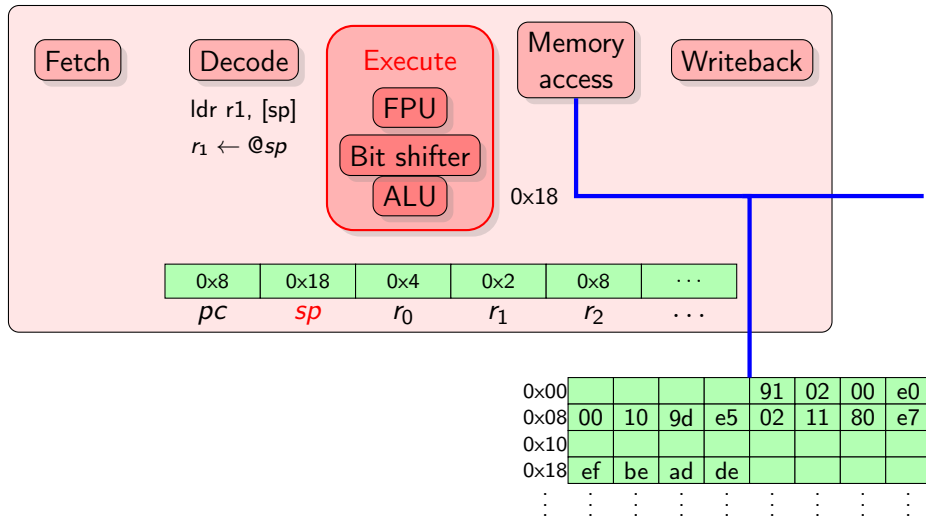 Fetch
Decode
Execute
Memory
access
Writeback
ldr r1, [sp]
r₁ ← @sp
FPU
Bit shifter
ALU
0x18
0x8 0x18 0x4 0x2 0x8 ···
pc sp r₀ r₁ r₂ ...
0x00 91 02 00 e0
0x08 00 10 9d e5 02 11 80 e7
0x10
0x18 ef be ad de
⋮ ⋮ ⋮ ⋮ ⋮ ⋮ ⋮ ⋮ ⋮